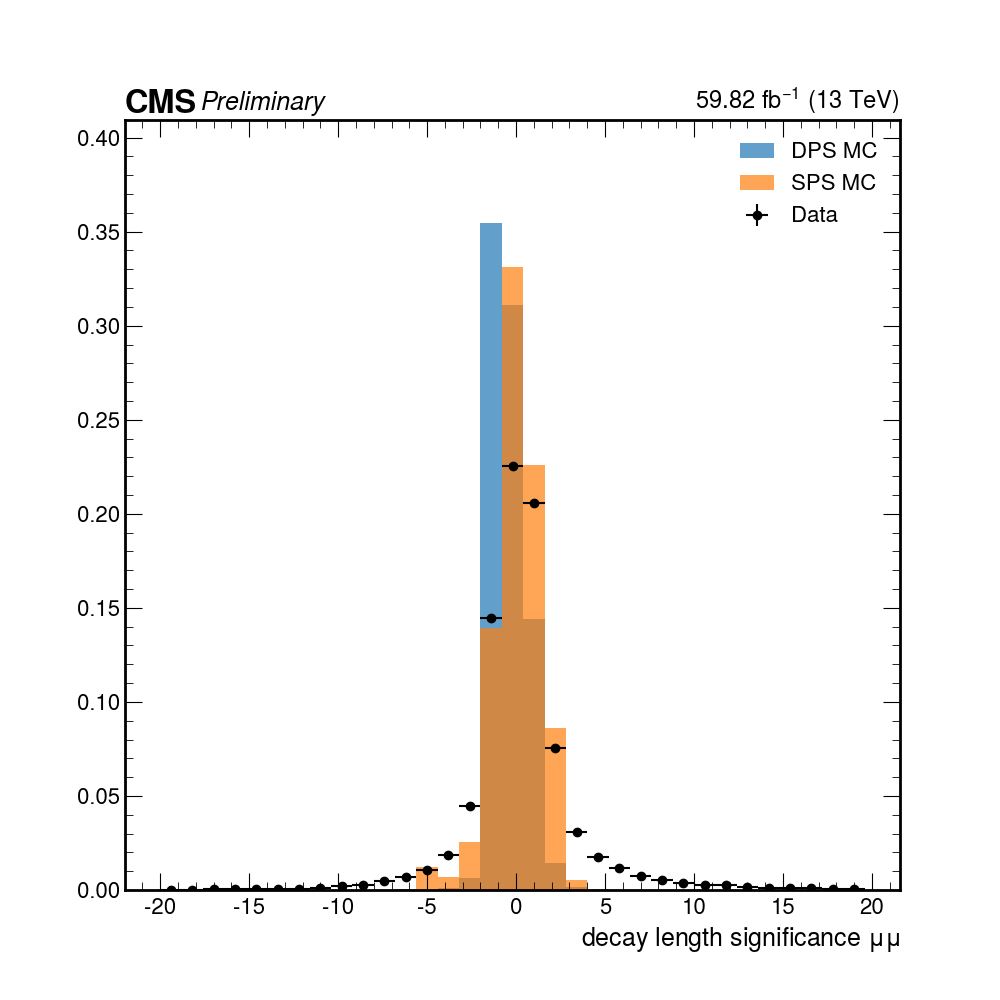 CMS Preliminary
59.82 fb⁻¹ (13 TeV)
DPS MC
SPS MC
Data
0.40
0.35
0.30
0.25
0.20
0.15
0.10
0.05
0.00
-20 -15 -10 -5 0 5 10 15 20
decay length significance μμ